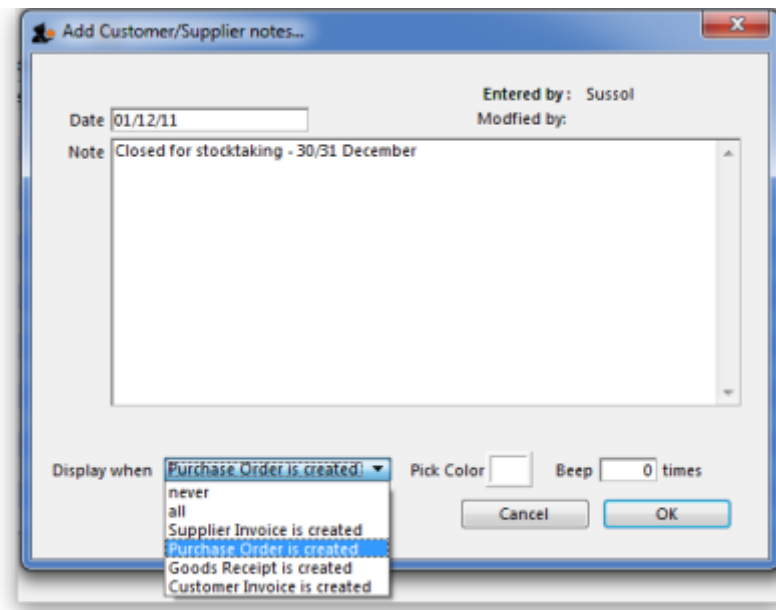 Add Customer/Supplier notes...
Entered by : Sussol
Date 01/12/11 Modfied by:
Note Closed for stocktaking - 30/31 December
Display when Purchase Order is created Pick Color Beep 0 times
never
all
Supplier Invoice is created
Purchase Order is created
Goods Receipt is created
Customer Invoice is created
Cancel OK